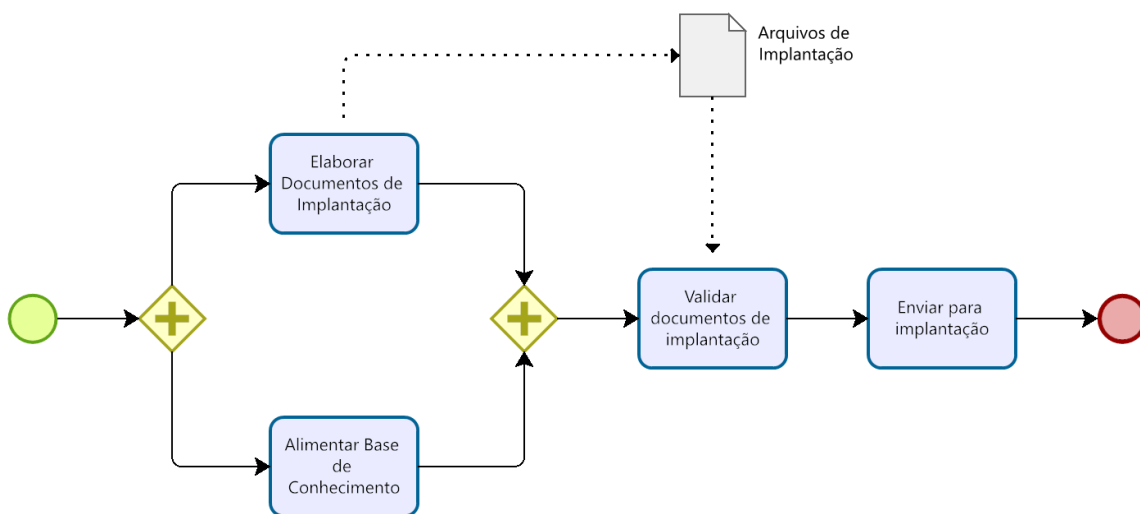 Arquivos de
Implantação
Elaborar
Documentos de
Implantação
Validar
documentos de
implantação
Enviar para
implantação
Alimentar Base
de
Conhecimento